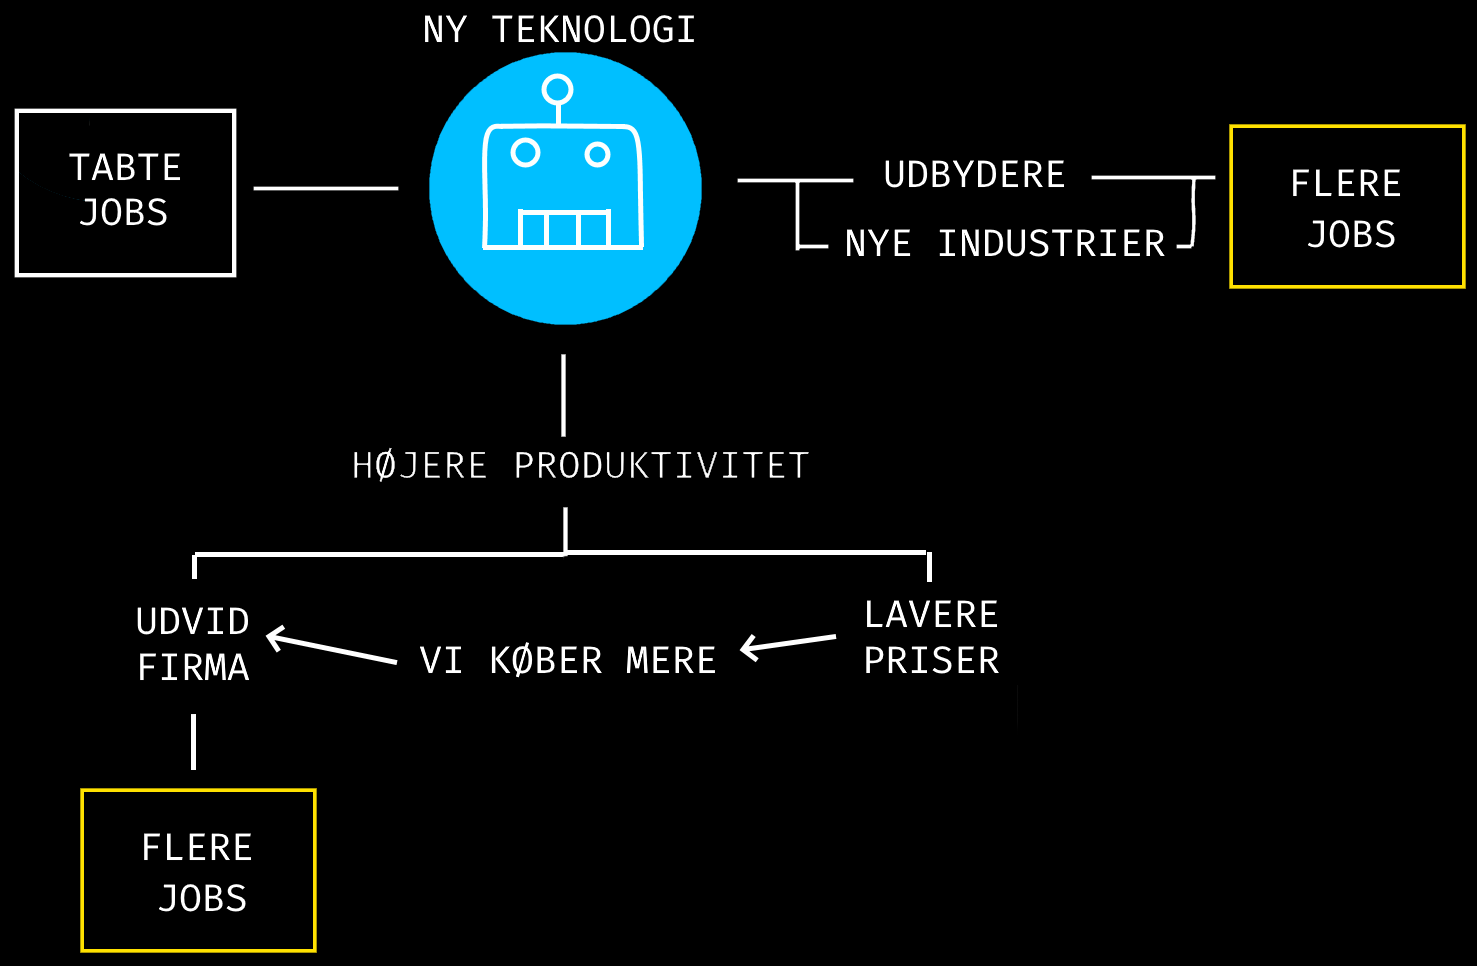 NY TEKNOLOGI
TABTE
JOBS
UDBYDERE
NYE INDUSTRIER
FLERE
JOBS
HØJERE PRODUKTIVITET
UDVID
FIRMA
VI KØBER MERE
LAVERE
PRISER
FLERE
JOBS